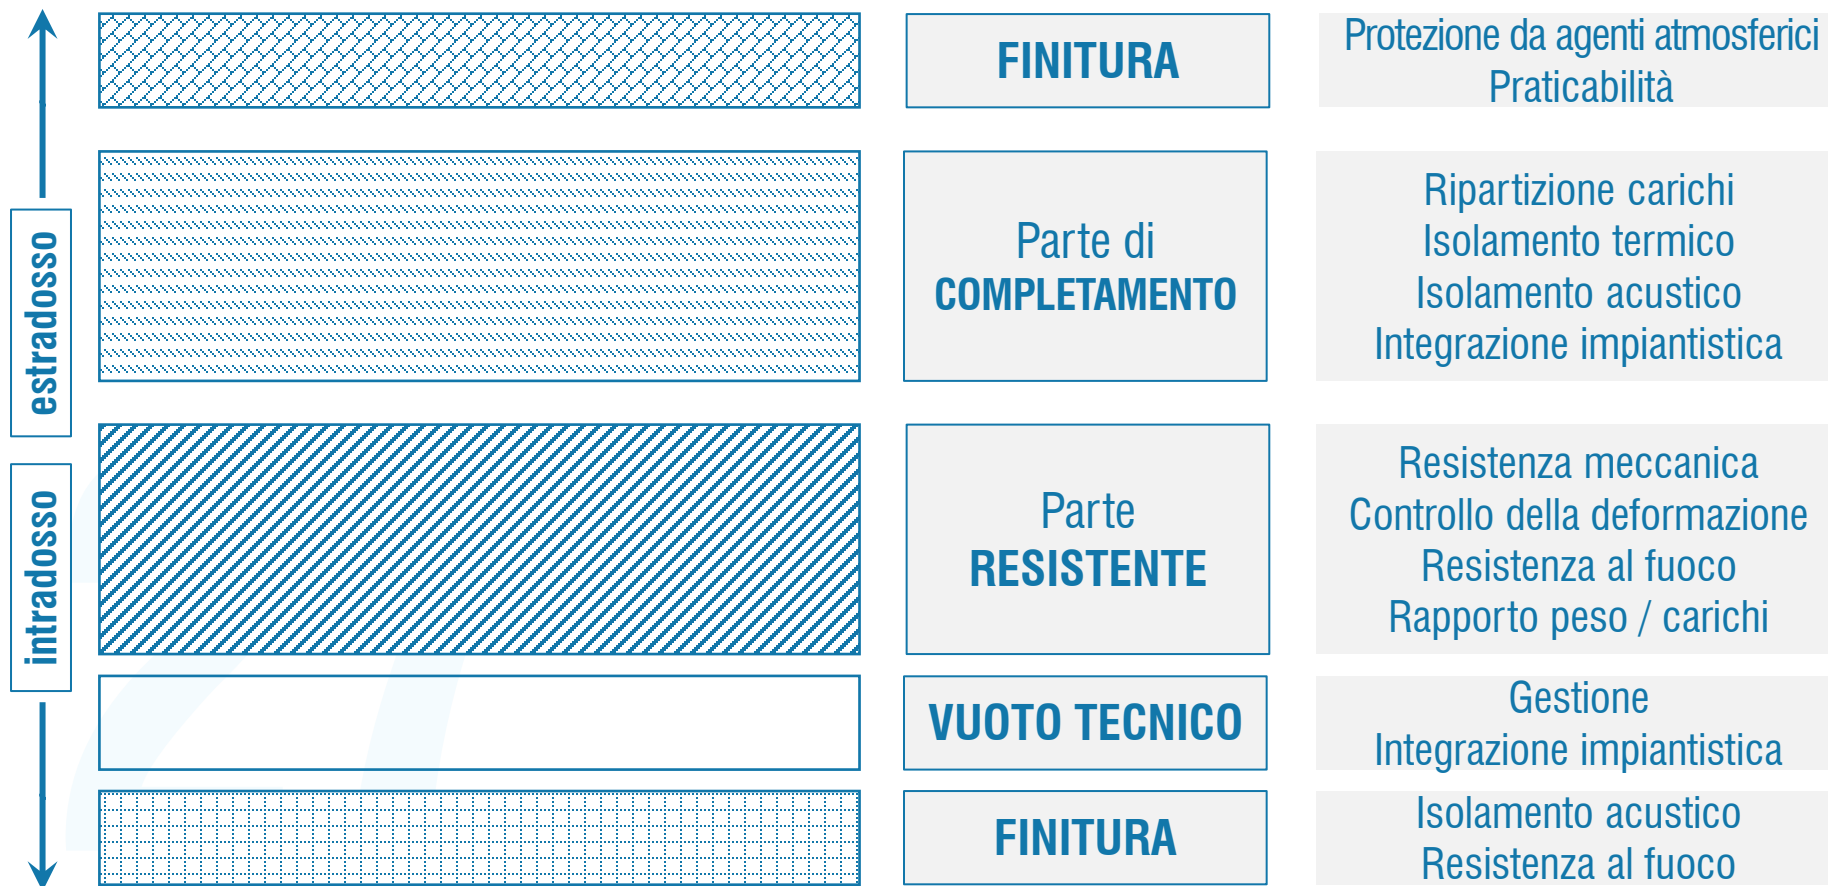 FINITURA
Protezione da agenti atmosferici
Praticabilità
estradosso
Parte di
COMPLETAMENTO
Ripartizione carichi
Isolamento termico
Isolamento acustico
Integrazione impiantistica
intradosso
Parte
RESISTENTE
Resistenza meccanica
Controllo della deformazione
Resistenza al fuoco
Rapporto peso / carichi
VUOTO TECNICO
Gestione
Integrazione impiantistica
FINITURA
Isolamento acustico
Resistenza al fuoco